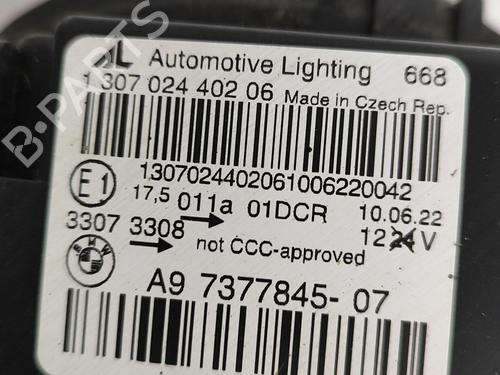 AL Automotive Lighting 668
1 307 024 402 06 Made in Czech Rep.
1307024402061006220042
E1 17,5 011a 01DCR 10.06.22
3307 3308 12 24 V
BMW not CCC-approved
A9 7377845- 07
B-PARTS